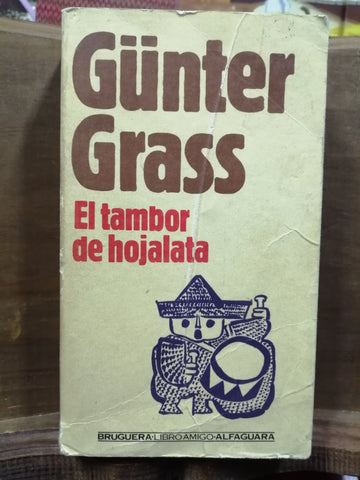 Günter
Grass
El tambor
de hojalata
BRUGUERA·LIBRO AMIGO·ALFAGUARA